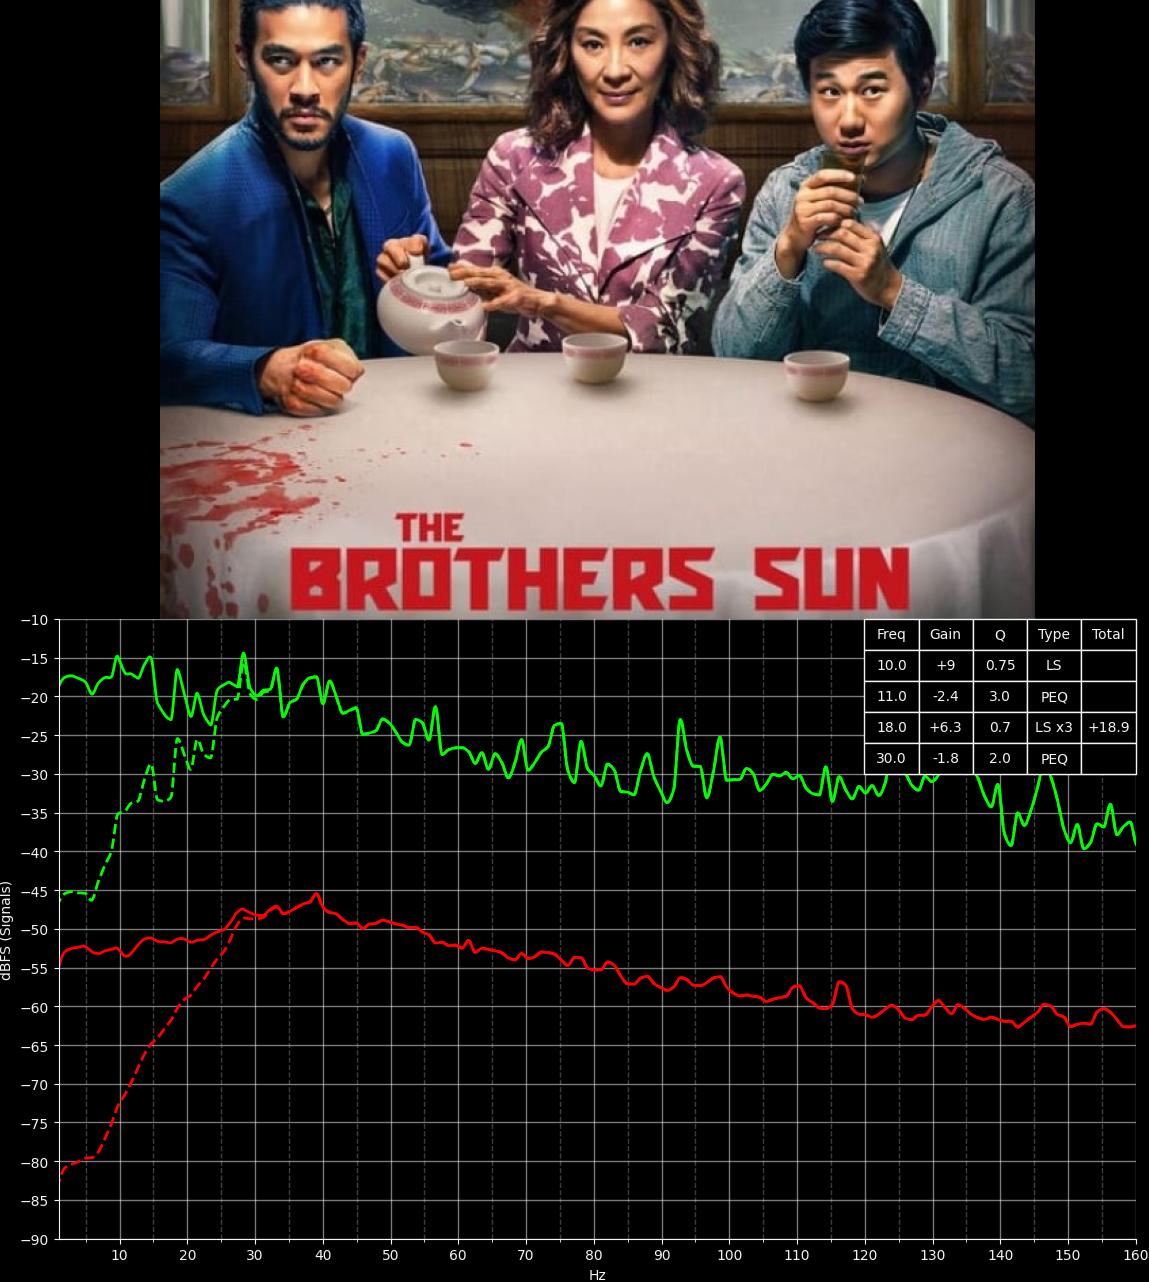 THE
BROTHERS SUN
Freq Gain Q Type Total
10.0 +9 0.75 LS
11.0 -2.4 3.0 PEQ
18.0 +6.3 0.7 LS x3 +18.9
30.0 -1.8 2.0 PEQ
−10
−15
−20
−25
−30
−35
−40
−45
−50
−55
−60
−65
−70
−75
−80
−85
−90
dBFS (Signals)
10 20 30 40 50 60 70 80 90 100 110 120 130 140 150 160
Hz